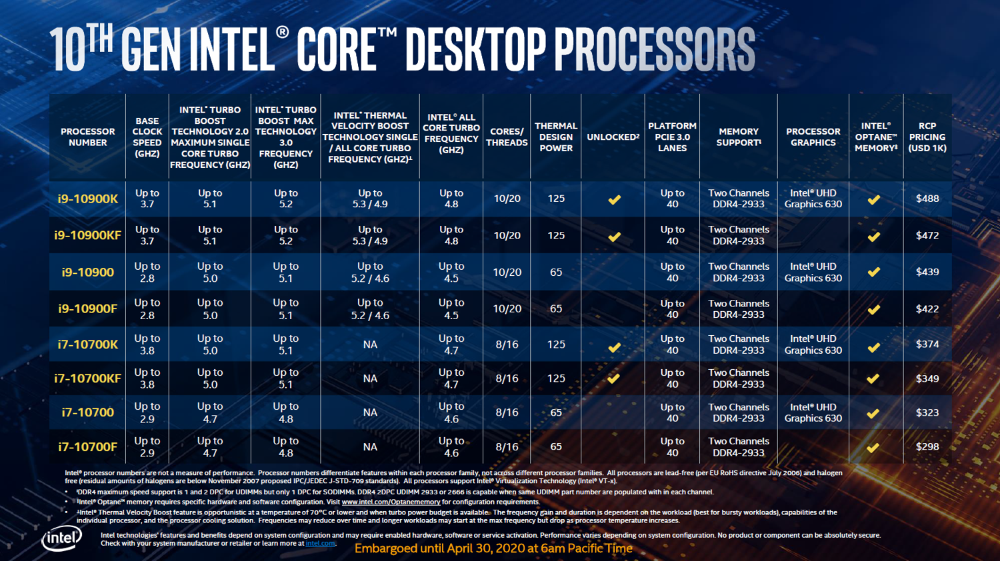 10TH GEN INTEL® CORE™ DESKTOP PROCESSORS
PROCESSOR NUMBER | BASE CLOCK SPEED (GHZ) | INTEL® TURBO BOOST TECHNOLOGY 2.0 MAXIMUM SINGLE CORE TURBO FREQUENCY (GHZ) | INTEL® TURBO BOOST MAX TECHNOLOGY 3.0 FREQUENCY (GHZ) | INTEL® THERMAL VELOCITY BOOST TECHNOLOGY SINGLE / ALL CORE TURBO FREQUENCY (GHZ)┴ | INTEL® ALL CORE TURBO FREQUENCY (GHZ) | CORES/ THREADS | THERMAL DESIGN POWER | UNLOCKED² | PLATFORM PCIE 3.0 LANES | MEMORY SUPPORT‡ | PROCESSOR GRAPHICS | INTEL® OPTANE™ MEMORY‡ | RCP PRICING (USD 1K)
i9-10900K | Up to 3.7 | Up to 5.1 | Up to 5.2 | Up to 5.3 / 4.9 | Up to 4.8 | 10/20 | 125 | ✔ | Up to 40 | Two Channels DDR4-2933 | Intel® UHD Graphics 630 | ✔ | $488
i9-10900KF | Up to 3.7 | Up to 5.1 | Up to 5.2 | Up to 5.3 / 4.9 | Up to 4.8 | 10/20 | 125 | ✔ | Up to 40 | Two Channels DDR4-2933 | | ✔ | $472
i9-10900 | Up to 2.8 | Up to 5.0 | Up to 5.1 | Up to 5.2 / 4.6 | Up to 4.5 | 10/20 | 65 | | Up to 40 | Two Channels DDR4-2933 | Intel® UHD Graphics 630 | ✔ | $439
i9-10900F | Up to 2.8 | Up to 5.0 | Up to 5.1 | Up to 5.2 / 4.6 | Up to 4.5 | 10/20 | 65 | | Up to 40 | Two Channels DDR4-2933 | | ✔ | $422
i7-10700K | Up to 3.8 | Up to 5.0 | Up to 5.1 | NA | Up to 4.7 | 8/16 | 125 | ✔ | Up to 40 | Two Channels DDR4-2933 | Intel® UHD Graphics 630 | ✔ | $374
i7-10700KF | Up to 3.8 | Up to 5.0 | Up to 5.1 | NA | Up to 4.7 | 8/16 | 125 | ✔ | Up to 40 | Two Channels DDR4-2933 | | ✔ | $349
i7-10700 | Up to 2.9 | Up to 4.7 | Up to 4.8 | NA | Up to 4.6 | 8/16 | 65 | | Up to 40 | Two Channels DDR4-2933 | Intel® UHD Graphics 630 | ✔ | $323
i7-10700F | Up to 2.9 | Up to 4.7 | Up to 4.8 | NA | Up to 4.6 | 8/16 | 65 | | Up to 40 | Two Channels DDR4-2933 | | ✔ | $298
Intel® processor numbers are not a measure of performance. Processor numbers differentiate features within each processor family, not across different processor families. All processors are lead-free (per EU RoHS directive July 2006) and halogen
free (residual amounts of halogens are below November 2007 proposed IPC/JEDEC J-STD-709 standards). All processors support Intel® Virtualization Technology (Intel® VT-x).
• ‡DDR4 maximum speed support is 1 and 2 DPC for UDIMMs but only 1 DPC for SODIMMs. DDR4 2DPC UDIMM 2933 or 2666 is capable when same UDIMM part number are populated with in each channel.
• ‡Intel® Optane™ memory requires specific hardware and software configuration. Visit www.intel.com/Optanememory for configuration requirements.
• ┴Intel® Thermal Velocity Boost feature is opportunistic at a temperature of 70°C or lower and when turbo power budget is available. The frequency gain and duration is dependent on the workload (best for bursty workloads), capabilities of the
individual processor, and the processor cooling solution. Frequencies may reduce over time and longer workloads may start at the max frequency but drop as processor temperature increases.
intel®
Intel technologies' features and benefits depend on system configuration and may require enabled hardware, software or service activation. Performance varies depending on system configuration. No product or component can be absolutely secure.
Check with your system manufacturer or retailer or learn more at intel.com.
Embargoed until April 30, 2020 at 6am Pacific Time